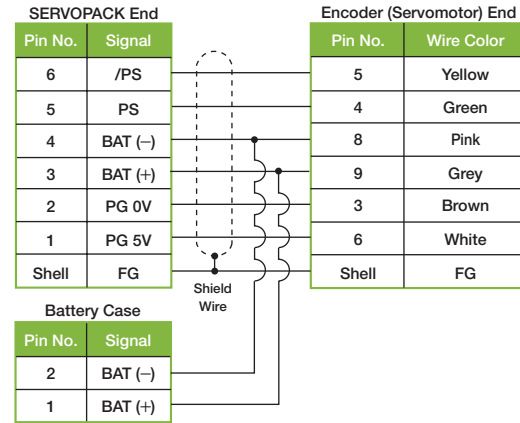 SERVOPACK End
Pin No. Signal
6 /PS
5 PS
4 BAT (−)
3 BAT (+)
2 PG 0V
1 PG 5V
Shell FG
Shield
Wire
Encoder (Servomotor) End
Pin No. Wire Color
5 Yellow
4 Green
8 Pink
9 Grey
3 Brown
6 White
Shell FG
Battery Case
Pin No. Signal
2 BAT (−)
1 BAT (+)